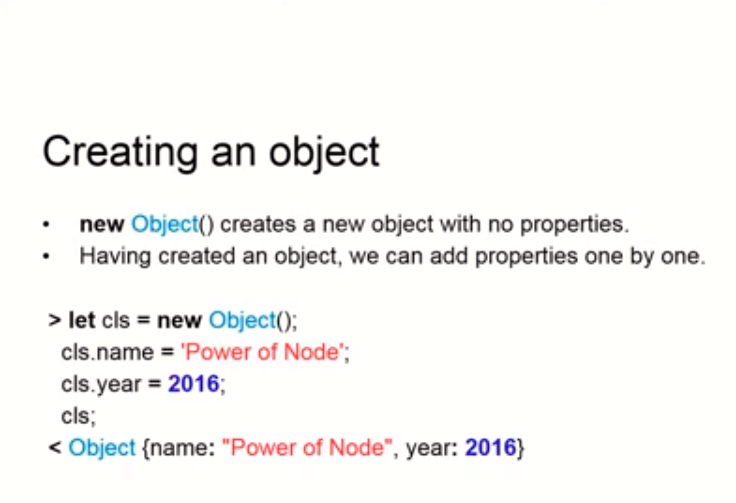 Creating an object
• new Object() creates a new object with no properties.
• Having created an object, we can add properties one by one.
> let cls = new Object();
cls.name = 'Power of Node';
cls.year = 2016;
cls;
< Object {name: "Power of Node", year: 2016}